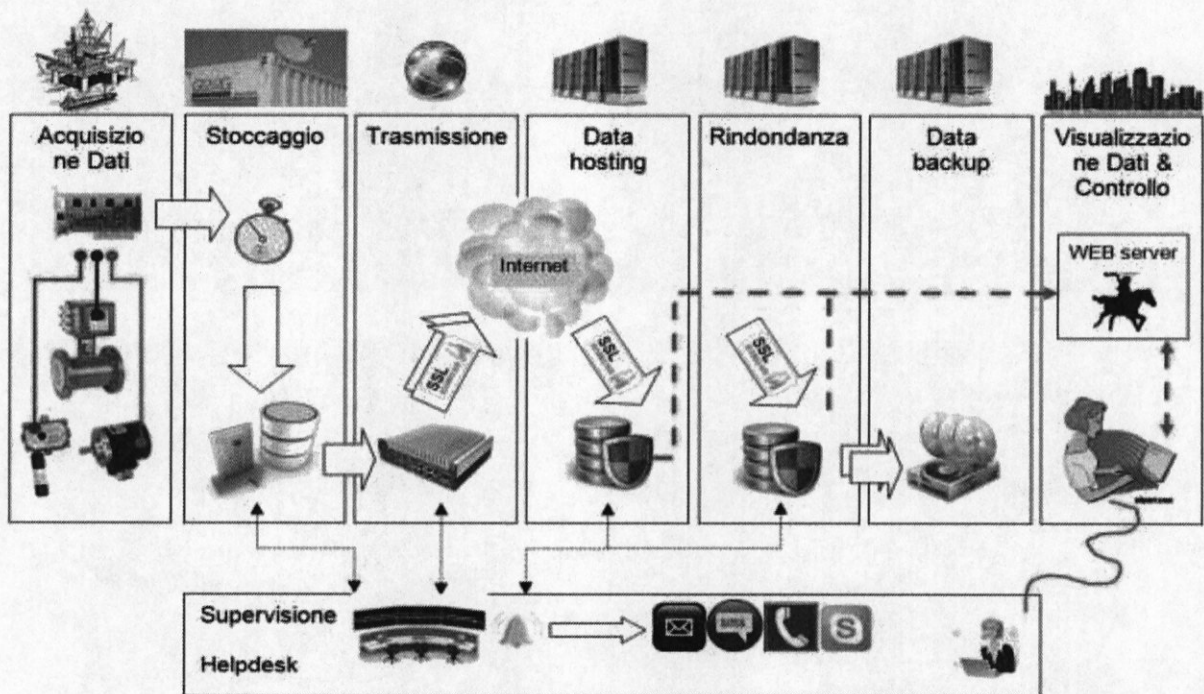 Acquisizio
ne Dati
Stoccaggio
Trasmissione
Data
hosting
Rindondanza
Data
backup
Visualizzazio
ne Dati &
Controllo
WEB server
Internet
SSL
SSL
SSL
Supervisione
Helpdesk
SMS
S